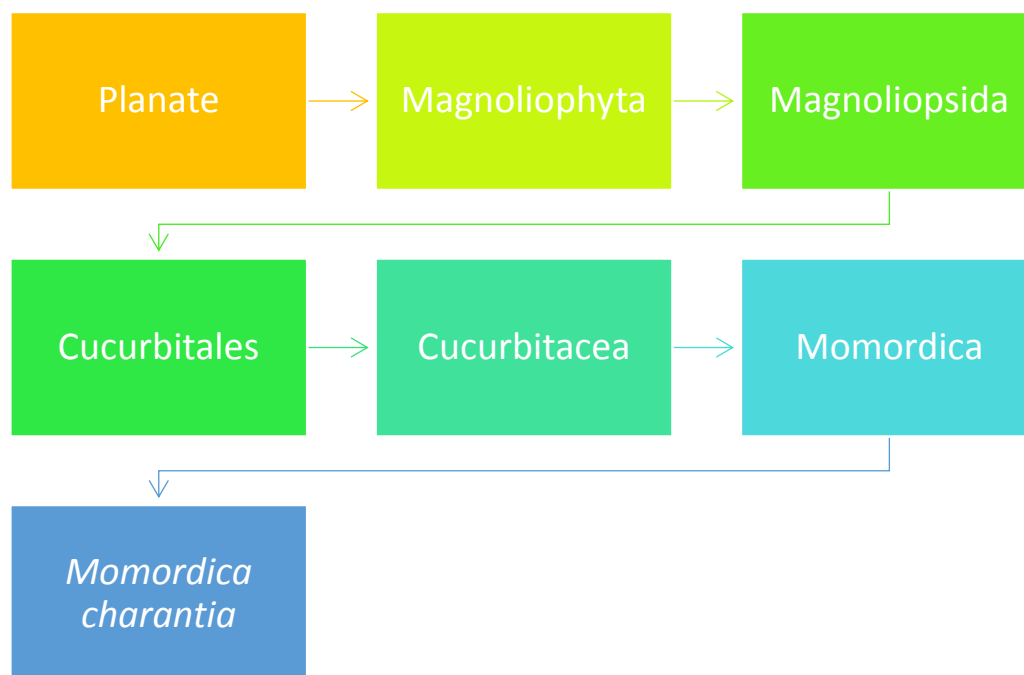 Planate
Magnoliophyta
Magnoliopsida
Cucurbitales
Cucurbitacea
Momordica
Momordica
charantia